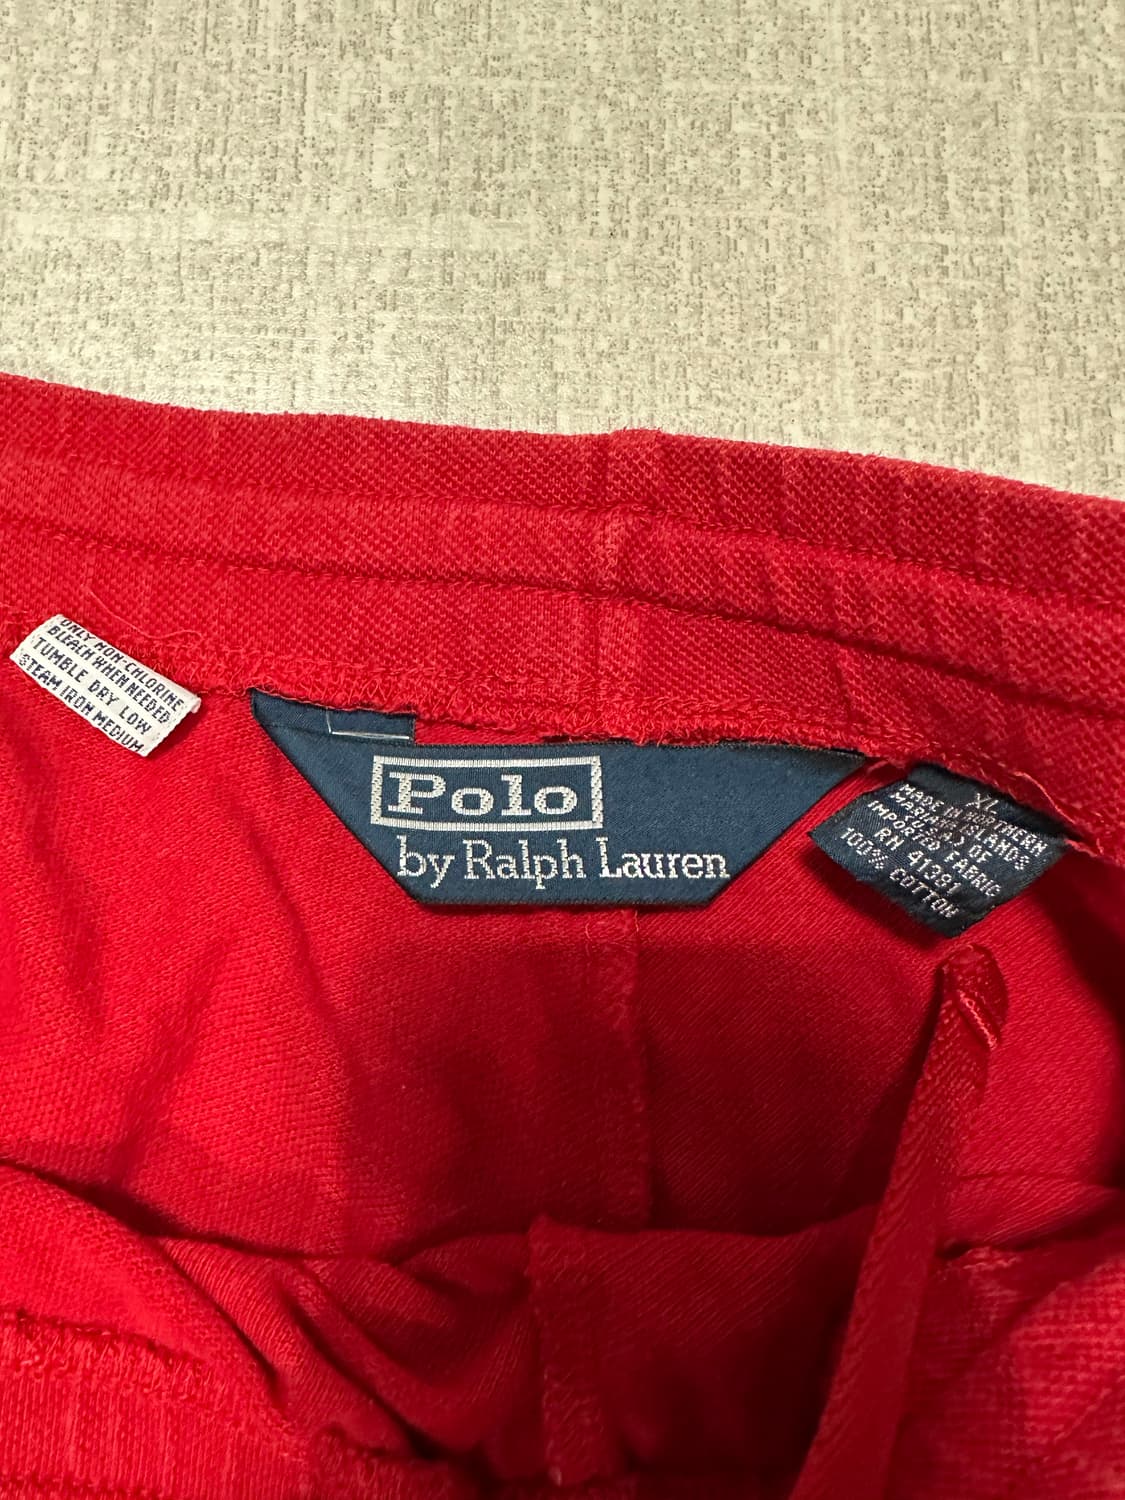 ONLY NON-CHLORINE
BLEACH WHEN NEEDED
TUMBLE DRY LOW
STEAM IRON MEDIUM
Polo
by Ralph Lauren
XL
MADE IN NORTHERN
MARIANA ISLANDS
(U.S.A.) OF
IMPORTED FABRIC
RN 41381
100% COTTON